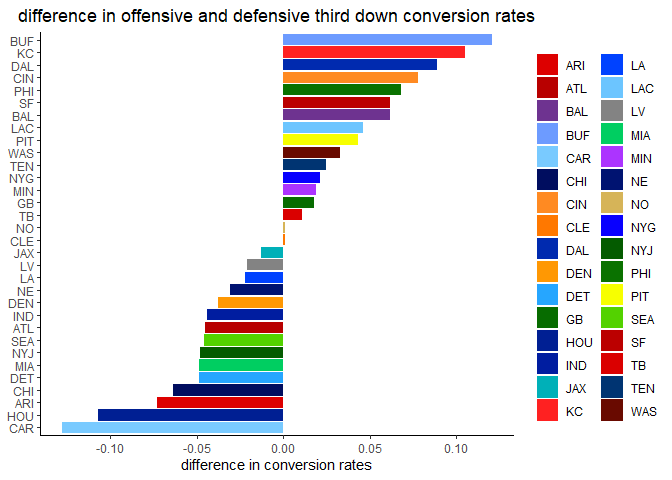 difference in offensive and defensive third down conversion rates
BUF
KC
DAL
CIN
PHI
SF
BAL
LAC
PIT
WAS
TEN
NYG
MIN
GB
TB
NO
CLE
JAX
LV
LA
NE
DEN
IND
ATL
SEA
NYJ
MIA
DET
CHI
ARI
HOU
CAR
-0.10 -0.05 0.00 0.05 0.10
difference in conversion rates
ARI
ATL
BAL
BUF
CAR
CHI
CIN
CLE
DAL
DEN
DET
GB
HOU
IND
JAX
KC
LA
LAC
LV
MIA
MIN
NE
NO
NYG
NYJ
PHI
PIT
SEA
SF
TB
TEN
WAS